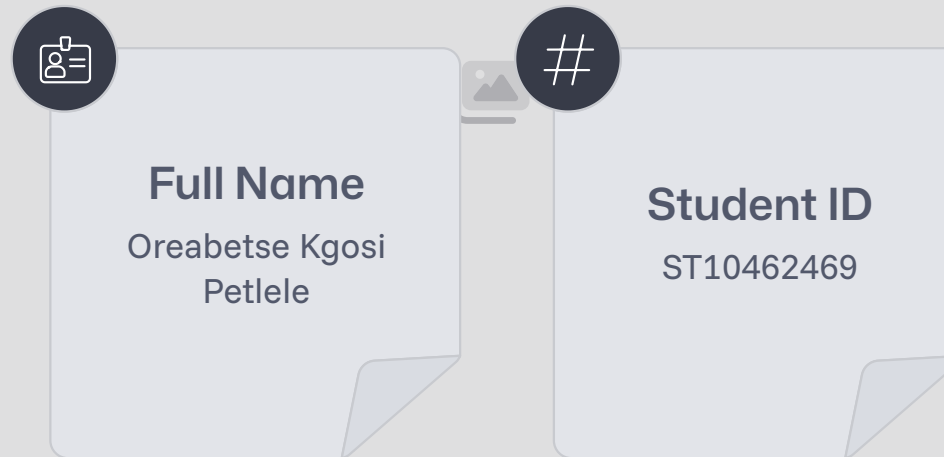 Full Name
Oreabetse Kgosi
Petlele
Student ID
ST10462469